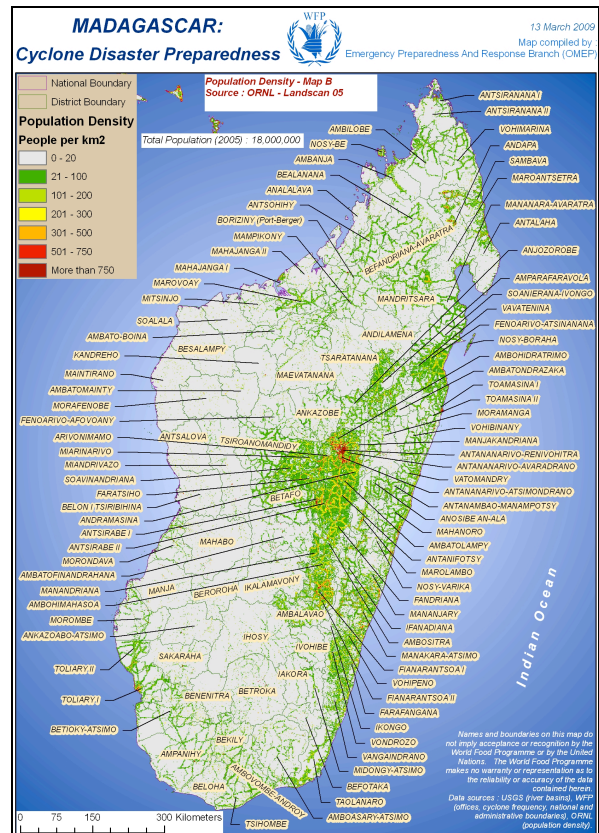 MADAGASCAR:
Cyclone Disaster Preparedness
WFP
13 March 2009
Map compiled by :
Emergency Preparedness And Response Branch (OMEP)
National Boundary
District Boundary
Population Density
People per km2
0 - 20
21 - 100
101 - 200
201 - 300
301 - 500
501 - 750
More than 750
Population Density - Map B
Source : ORNL - Landscan 05
Total Population (2005) : 18,000,000
AMBILOBE
NOSY-BE
AMBANJA
BEALANANA
ANALALAVA
ANTSOHIHY
BORIZINY (Port-Berger)
MAMPIKONY
MAHAJANGA II
MAHAJANGA I
MAROVOAY
MITSINJO
SOALALA
AMBATO-BOINA
KANDREHO
MAINTIRANO
AMBATOMAINTY
MORAFENOBE
FENOARIVO-AFOVOANY
ARIVONIMAMO
MIARINARIVO
MIANDRIVAZO
SOAVINANDRIANA
FARATSIHO
BELON I TSIRIBIHINA
ANDRAMASINA
ANTSIRABE I
ANTSIRABE II
MORONDAVA
AMBATOFINANDRAHANA
MANANDRIANA
AMBOHIMAHASOA
MOROMBE
ANKAZOABO-ATSIMO
TOLIARY II
TOLIARY I
BETIOKY-ATSIMO
ANTSIRANANA I
ANTSIRANANA II
VOHIMARINA
ANDAPA
SAMBAVA
MAROANTSETRA
MANANARA-AVARATRA
ANTALAHA
ANJOZOROBE
AMPARAFARAVOLA
SOANIERANA-IVONGO
VAVATENINA
FENOARIVO-ATSINANANA
NOSY-BORAHA
AMBOHIDRATRIMO
AMBATONDRAZAKA
TOAMASINA I
TOAMASINA II
MORAMANGA
VOHIBINANY
MANJAKANDRIANA
ANTANANARIVO-RENIVOHITRA
ANTANANARIVO-AVARADRANO
VATOMANDRY
ANTANANARIVO-ATSIMONDRANO
ANTANAMBAO-MANAMPOTSY
ANOSIBE AN-ALA
MAHANORO
AMBATOLAMPY
ANTANIFOTSY
MAROLAMBO
NOSY-VARIKA
FANDRIANA
MANANJARY
IFANADIANA
AMBOSITRA
MANAKARA-ATSIMO
FIANARANTSOA I
VOHIPENO
FIANARANTSOA II
FARAFANGANA
IKONGO
VONDROZO
VANGAINDRANO
MIDONGY-ATSIMO
BEFOTAKA
TAOLANARO
AMBOASARY-ATSIMO
TSIHOMBE
BEFANDRIANA-AVARATRA
MANDRITSARA
ANDILAMENA
BESALAMPY
TSARATANANA
MAEVATANANA
ANKAZOBE
ANTSALOVA
TSIROANOMANDIDY
BETAFO
MAHABO
MANJA
BEROROHA
IKALAMAVONY
AMBALAVAO
IHOSY
IVOHIBE
SAKARAHA
IAKORA
BENENITRA
BETROKA
BEKILY
AMPANIHY
BELOHA
AMBOVOMBE-ANDROY
Indian Ocean
0 75 150 300 Kilometers
Names and boundaries on this map do
not imply acceptance or recognition by the
World Food Programme or by the United
Nations. The World Food Programme
makes no warranty or representation as to
the reliability or accuracy of the data
contained herein.
Data sources : USGS (river basins), WFP
(offices, cyclone frequency, national and
administrative boundaries), ORNL
(population density).